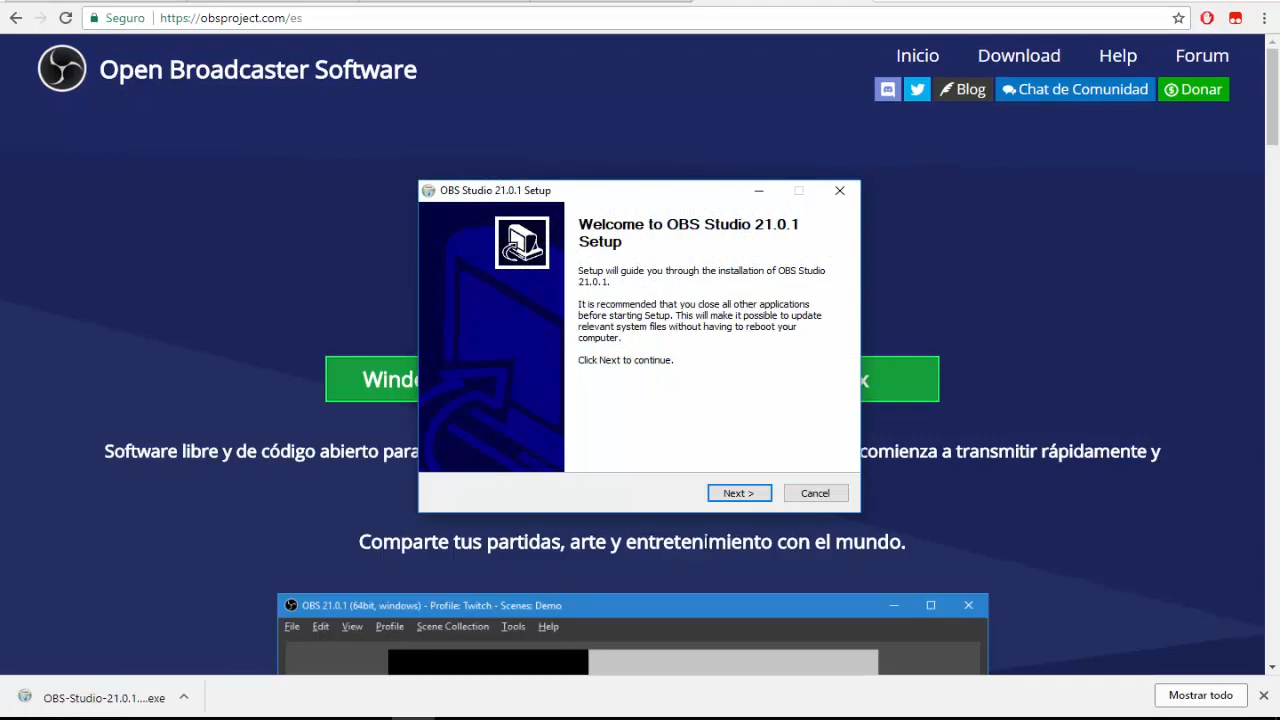 Seguro
https://obsproject.com/es
Open Broadcaster Software
Inicio
Download
Help
Forum
Blog
Chat de Comunidad
Donar
OBS Studio 21.0.1 Setup
Welcome to OBS Studio 21.0.1
Setup
Setup will guide you through the installation of OBS Studio
21.0.1.
It is recommended that you close all other applications
before starting Setup. This will make it possible to update
relevant system files without having to reboot your
computer.
Click Next to continue.
Next >
Cancel
Software libre y de código abierto para
comienza a transmitir rápidamente y
Comparte tus partidas, arte y entretenimiento con el mundo.
OBS 21.0.1 (64bit, windows) - Profile: Twitch - Scenes: Demo
File Edit View Profile Scene Collection Tools Help
OBS-Studio-21.0.1....exe
Mostrar todo